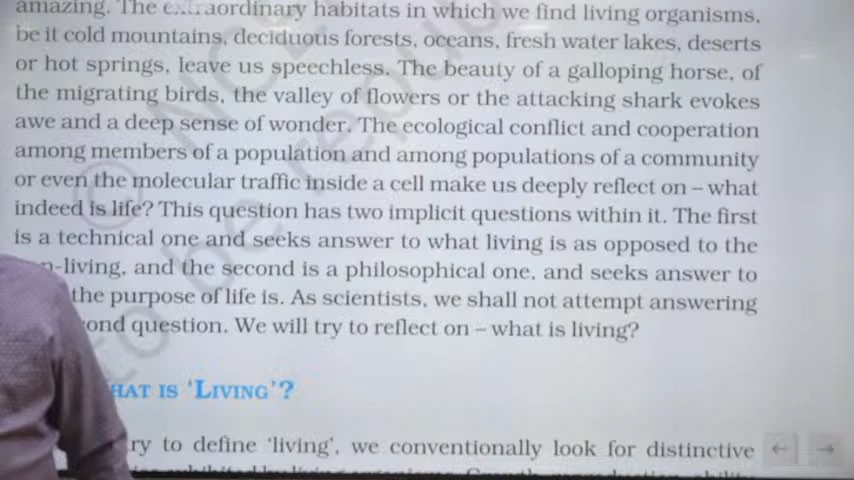 amazing. The extraordinary habitats in which we find living organisms,
be it cold mountains, deciduous forests, oceans, fresh water lakes, deserts
or hot springs, leave us speechless. The beauty of a galloping horse, of
the migrating birds, the valley of flowers or the attacking shark evokes
awe and a deep sense of wonder. The ecological conflict and cooperation
among members of a population and among populations of a community
or even the molecular traffic inside a cell make us deeply reflect on – what
indeed is life? This question has two implicit questions within it. The first
is a technical one and seeks answer to what living is as opposed to the
-living, and the second is a philosophical one, and seeks answer to
the purpose of life is. As scientists, we shall not attempt answering
ond question. We will try to reflect on – what is living?
HAT IS ‘LIVING’?
ry to define ‘living’, we conventionally look for distinctive